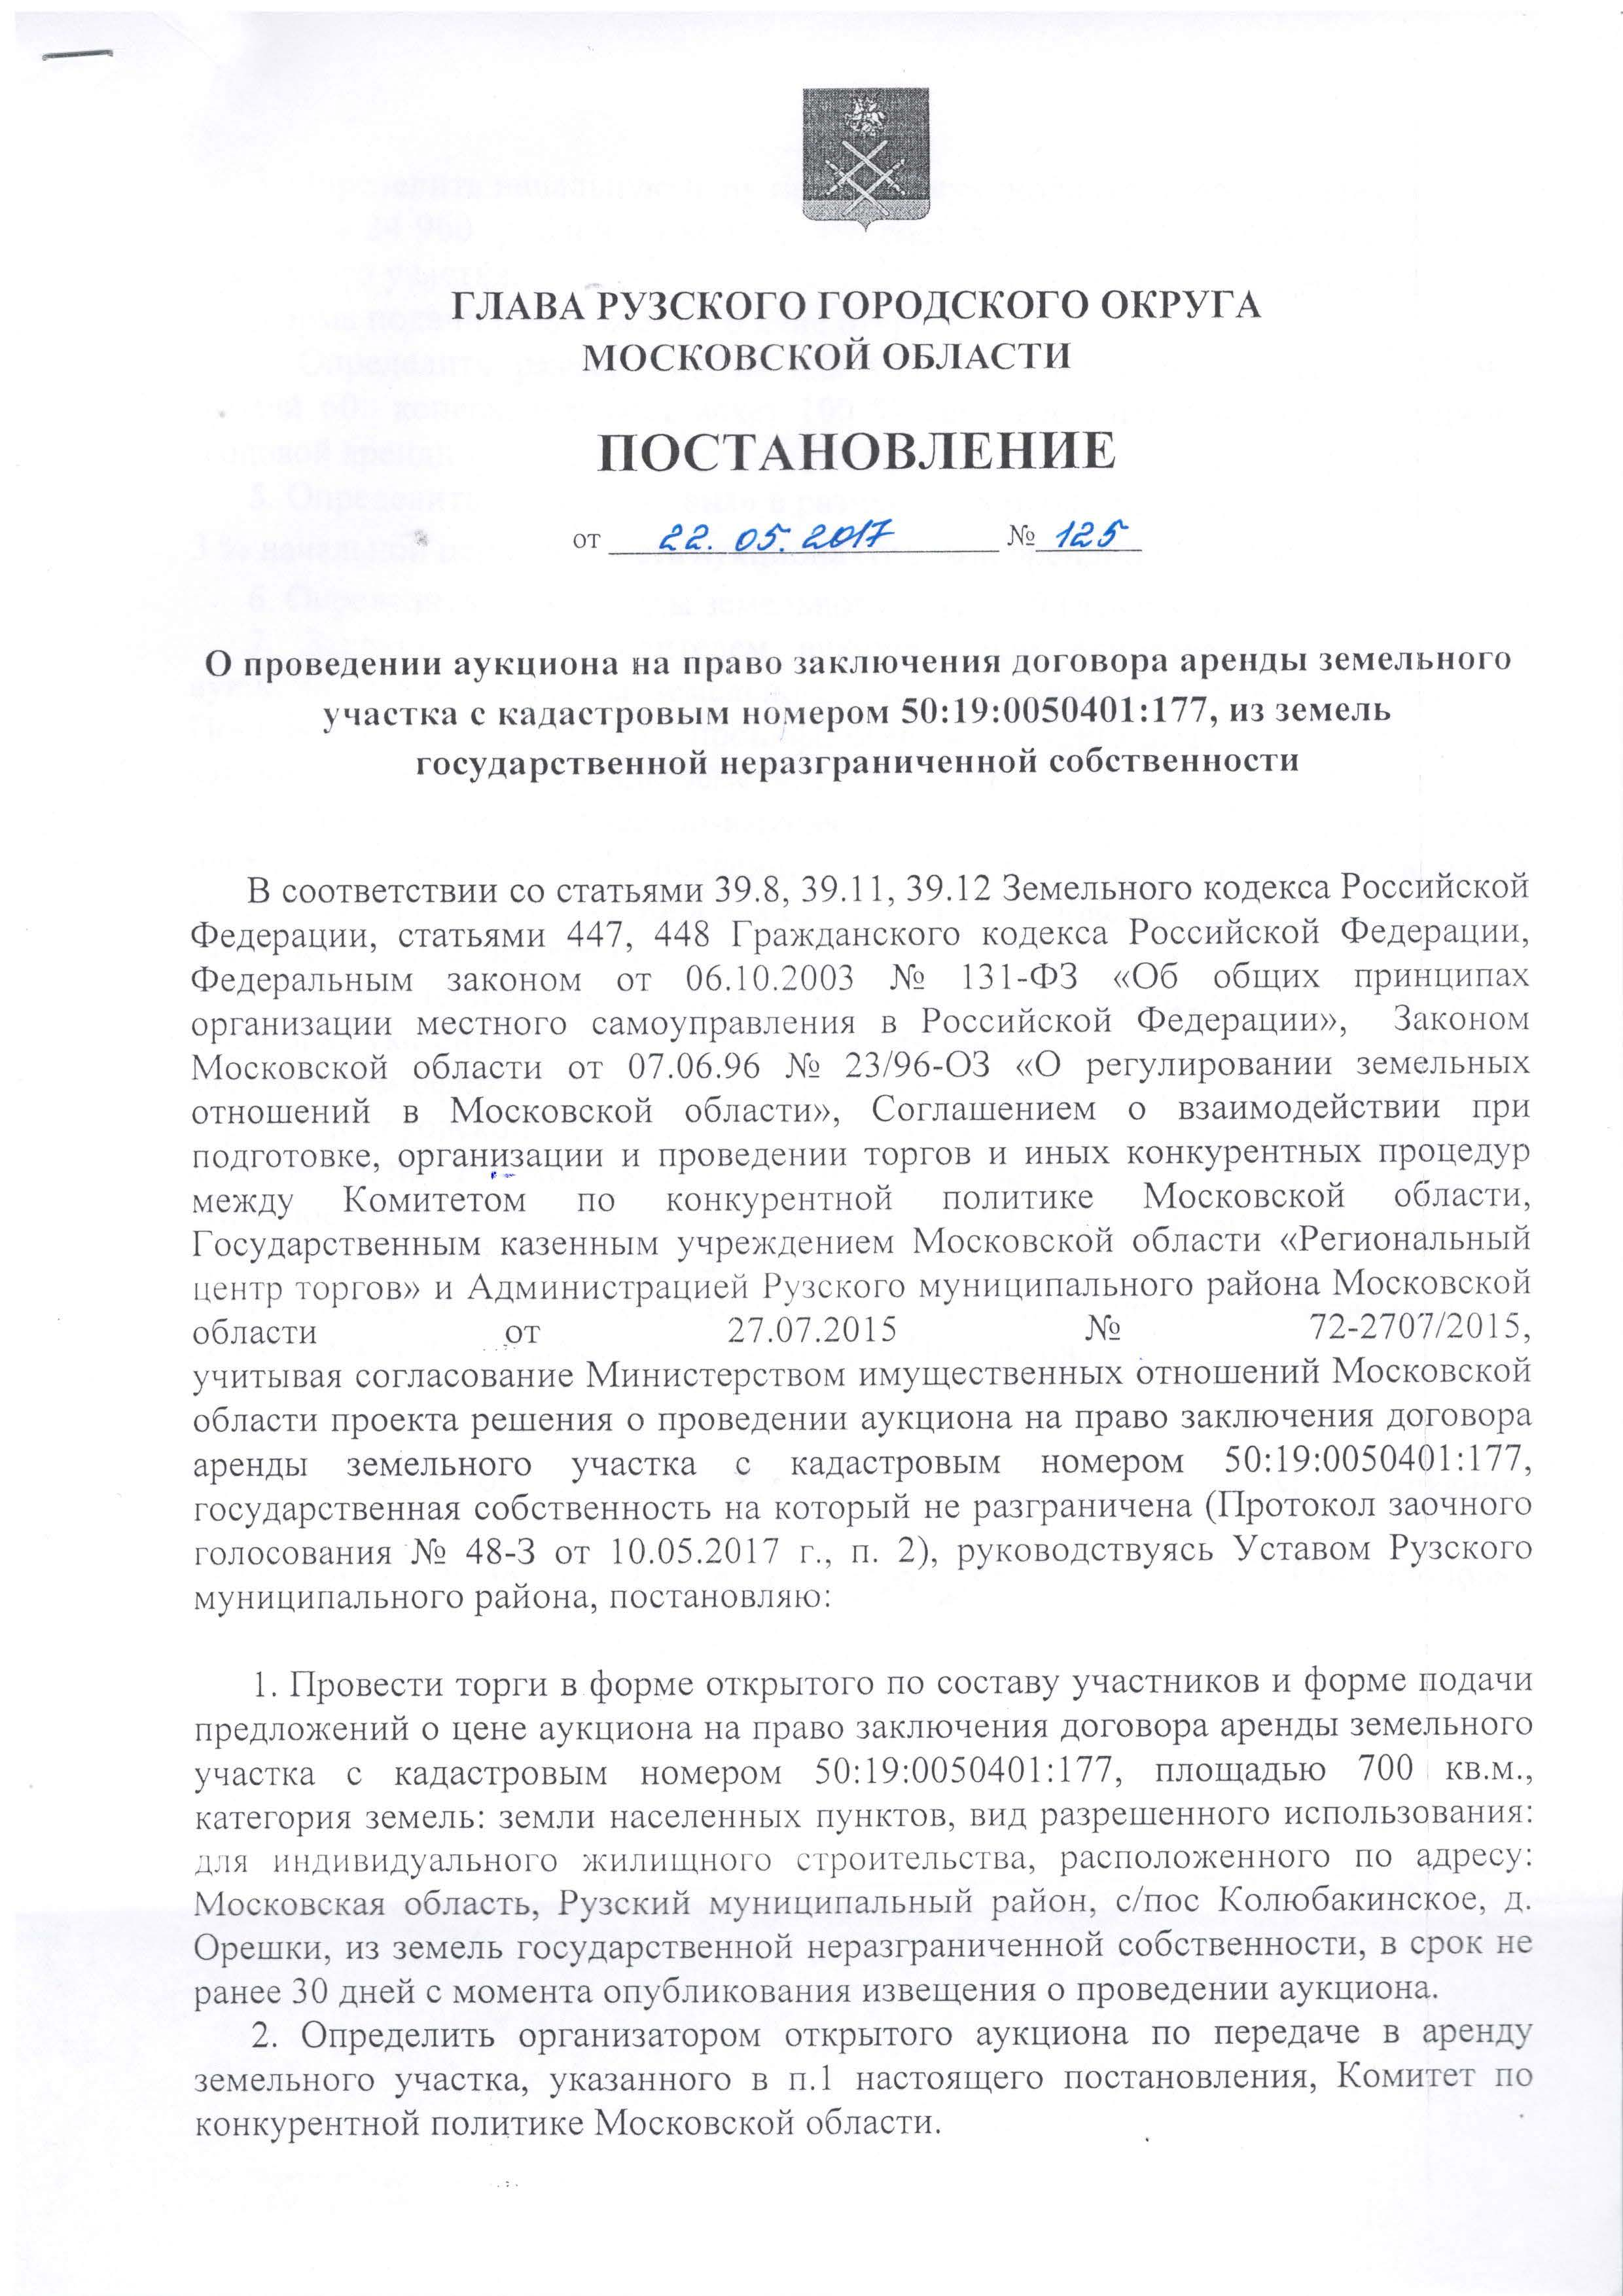 ГЛАВА РУЗСКОГО ГОРОДСКОГО ОКРУГА
МОСКОВСКОЙ ОБЛАСТИ
ПОСТАНОВЛЕНИЕ
от 22. 05. 2017 № 125
О проведении аукциона на право заключения договора аренды земельного
участка с кадастровым номером 50:19:0050401:177, из земель
государственной неразграниченной собственности
В соответствии со статьями 39.8, 39.11, 39.12 Земельного кодекса Российской
Федерации, статьями 447, 448 Гражданского кодекса Российской Федерации,
Федеральным законом от 06.10.2003 № 131-ФЗ «Об общих принципах
организации местного самоуправления в Российской Федерации», Законом
Московской области от 07.06.96 № 23/96-ОЗ «О регулировании земельных
отношений в Московской области», Соглашением о взаимодействии при
подготовке, организации и проведении торгов и иных конкурентных процедур
между Комитетом по конкурентной политике Московской области,
Государственным казенным учреждением Московской области «Региональный
центр торгов» и Администрацией Рузского муниципального района Московской
области от 27.07.2015 № 72-2707/2015,
учитывая согласование Министерством имущественных отношений Московской
области проекта решения о проведении аукциона на право заключения договора
аренды земельного участка с кадастровым номером 50:19:0050401:177,
государственная собственность на который не разграничена (Протокол заочного
голосования № 48-З от 10.05.2017 г., п. 2), руководствуясь Уставом Рузского
муниципального района, постановляю:
1. Провести торги в форме открытого по составу участников и форме подачи
предложений о цене аукциона на право заключения договора аренды земельного
участка с кадастровым номером 50:19:0050401:177, площадью 700 кв.м.,
категория земель: земли населенных пунктов, вид разрешенного использования:
для индивидуального жилищного строительства, расположенного по адресу:
Московская область, Рузский муниципальный район, с/пос Колюбакинское, д.
Орешки, из земель государственной неразграниченной собственности, в срок не
ранее 30 дней с момента опубликования извещения о проведении аукциона.
2. Определить организатором открытого аукциона по передаче в аренду
земельного участка, указанного в п.1 настоящего постановления, Комитет по
конкурентной политике Московской области.